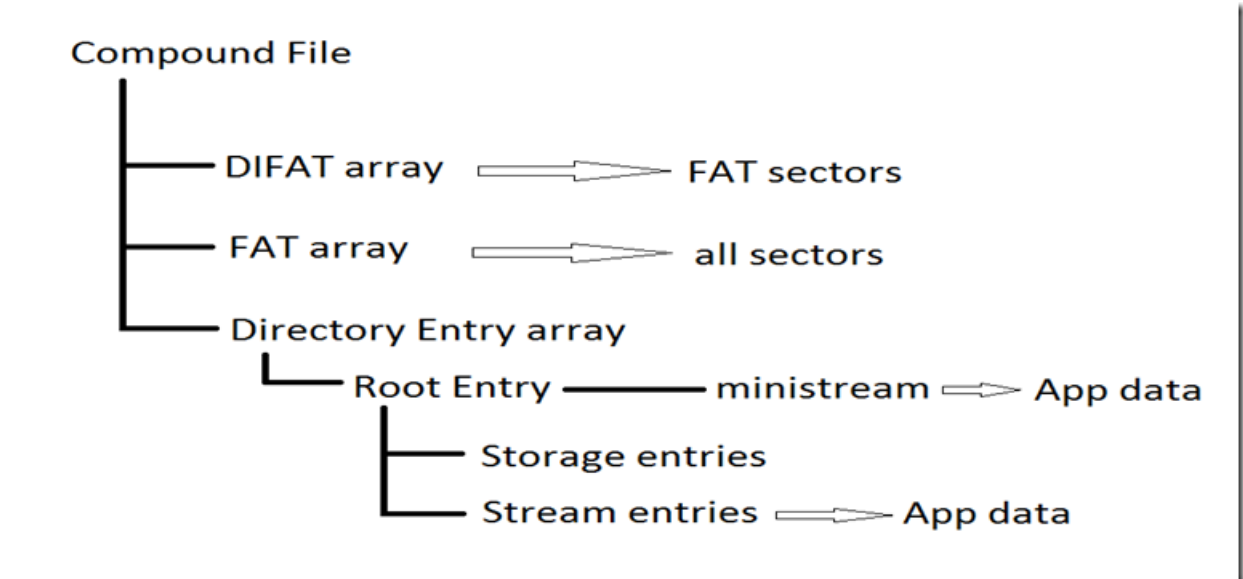 Compound File
DIFAT array FAT sectors
FAT array all sectors
Directory Entry array
Root Entry ministream App data
Storage entries
Stream entries App data